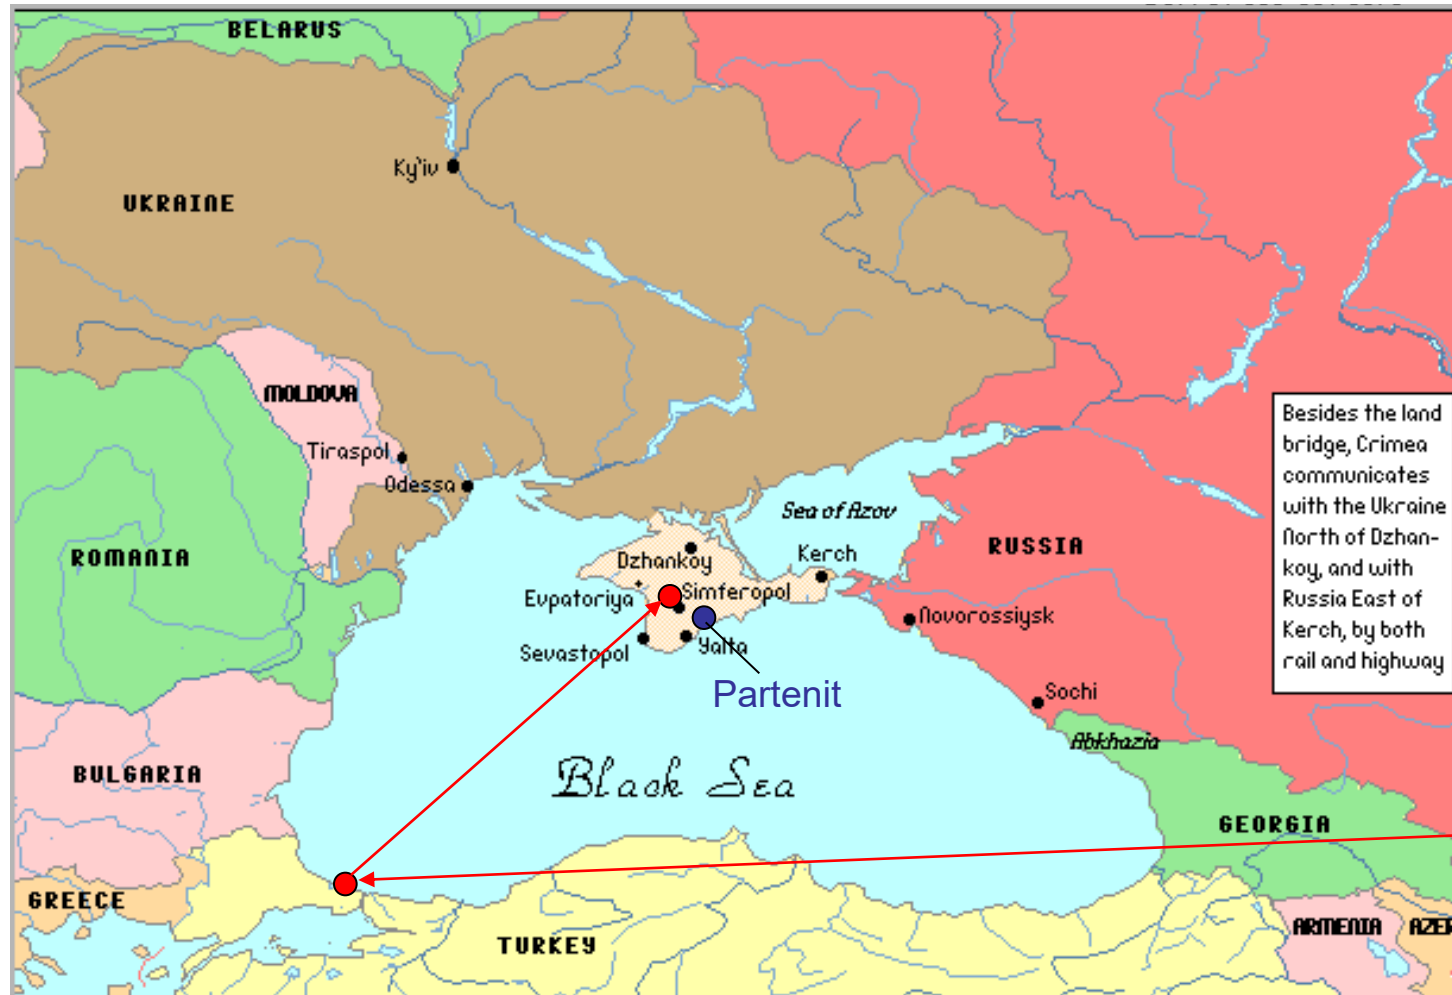 BELARUS
Ky'iv
UKRAINE
MOLDOVA
Tiraspol
Odessa
Besides the land
bridge, Crimea
communicates
with the Ukraine
North of Dzhan-
koy, and with
Russia East of
Kerch, by both
rail and highway
Sea of Azov
ROMANIA
RUSSIA
Dzhankoy
Kerch
Evpatoriya
Simferopol
Novorossiysk
Sevastopol
Yalta
Partenit
Sochi
Abkhazia
BULGARIA
Black Sea
GEORGIA
GREECE
TURKEY
ARMENIA
AZER